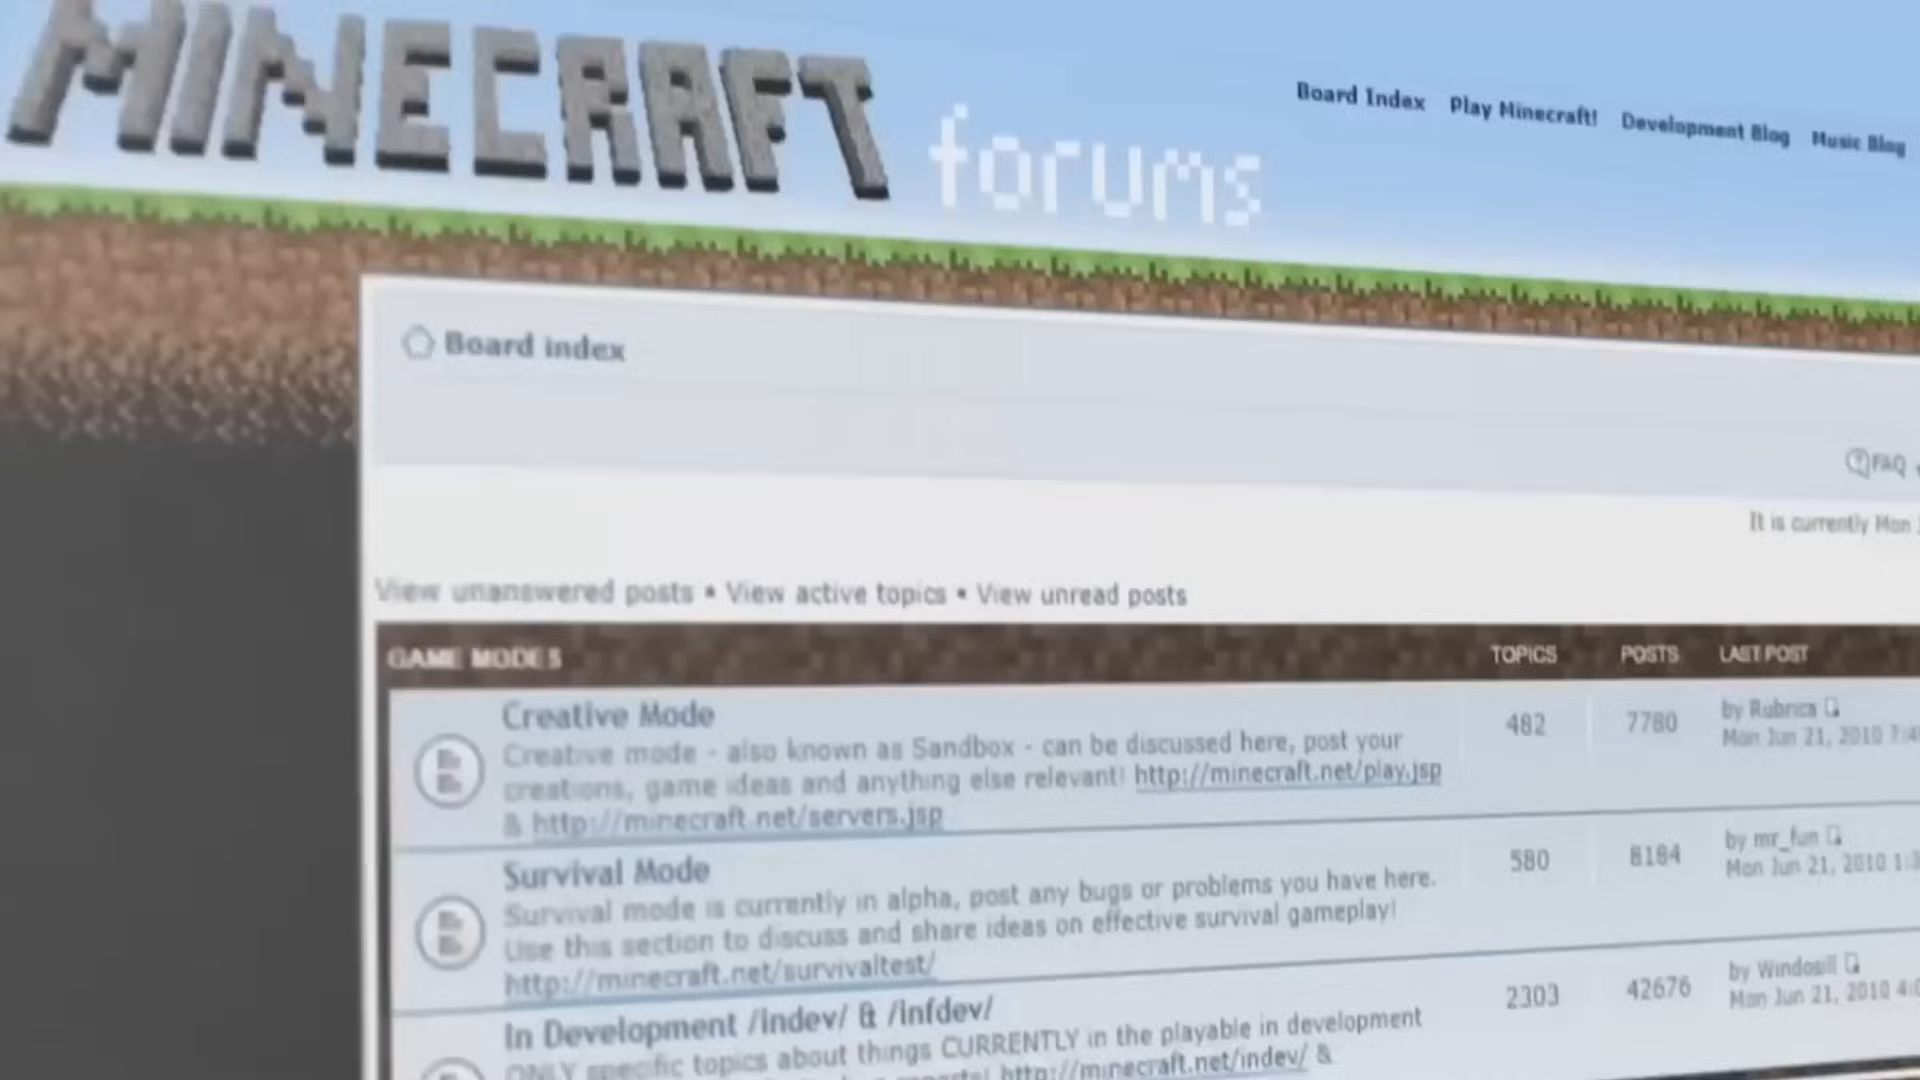 MINECRAFT forums
Board Index Play Minecraft! Development Blog Music Blog
Board index
FAQ
It is currently Mon
View unanswered posts • View active topics • View unread posts
GAME MODES TOPICS POSTS LAST POST
Creative Mode
Creative mode - also known as Sandbox - can be discussed here, post your
creations, game ideas and anything else relevant! http://minecraft.net/play.jsp
& http://minecraft.net/servers.jsp
482 7780 by Rubrica
Mon Jun 21, 2010
Survival Mode
Survival mode is currently in alpha, post any bugs or problems you have here.
Use this section to discuss and share ideas on effective survival gameplay!
http://minecraft.net/survivaltest/
580 8184 by mr_fun
Mon Jun 21, 2010
In Development /indev/ & /infdev/
ONLY specific topics about things CURRENTLY in the playable in development
http://minecraft.net/indev/ &
2303 42676 by Windosill
Mon Jun 21, 2010